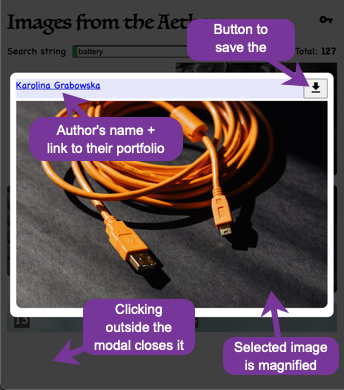 Images from the Aether
Button to
save the
Search string
battery
Total: 127
Karolina Grabowska
Author's name +
link to their portfolio
Clicking
outside the
modal closes it
Selected image
is magnified
13